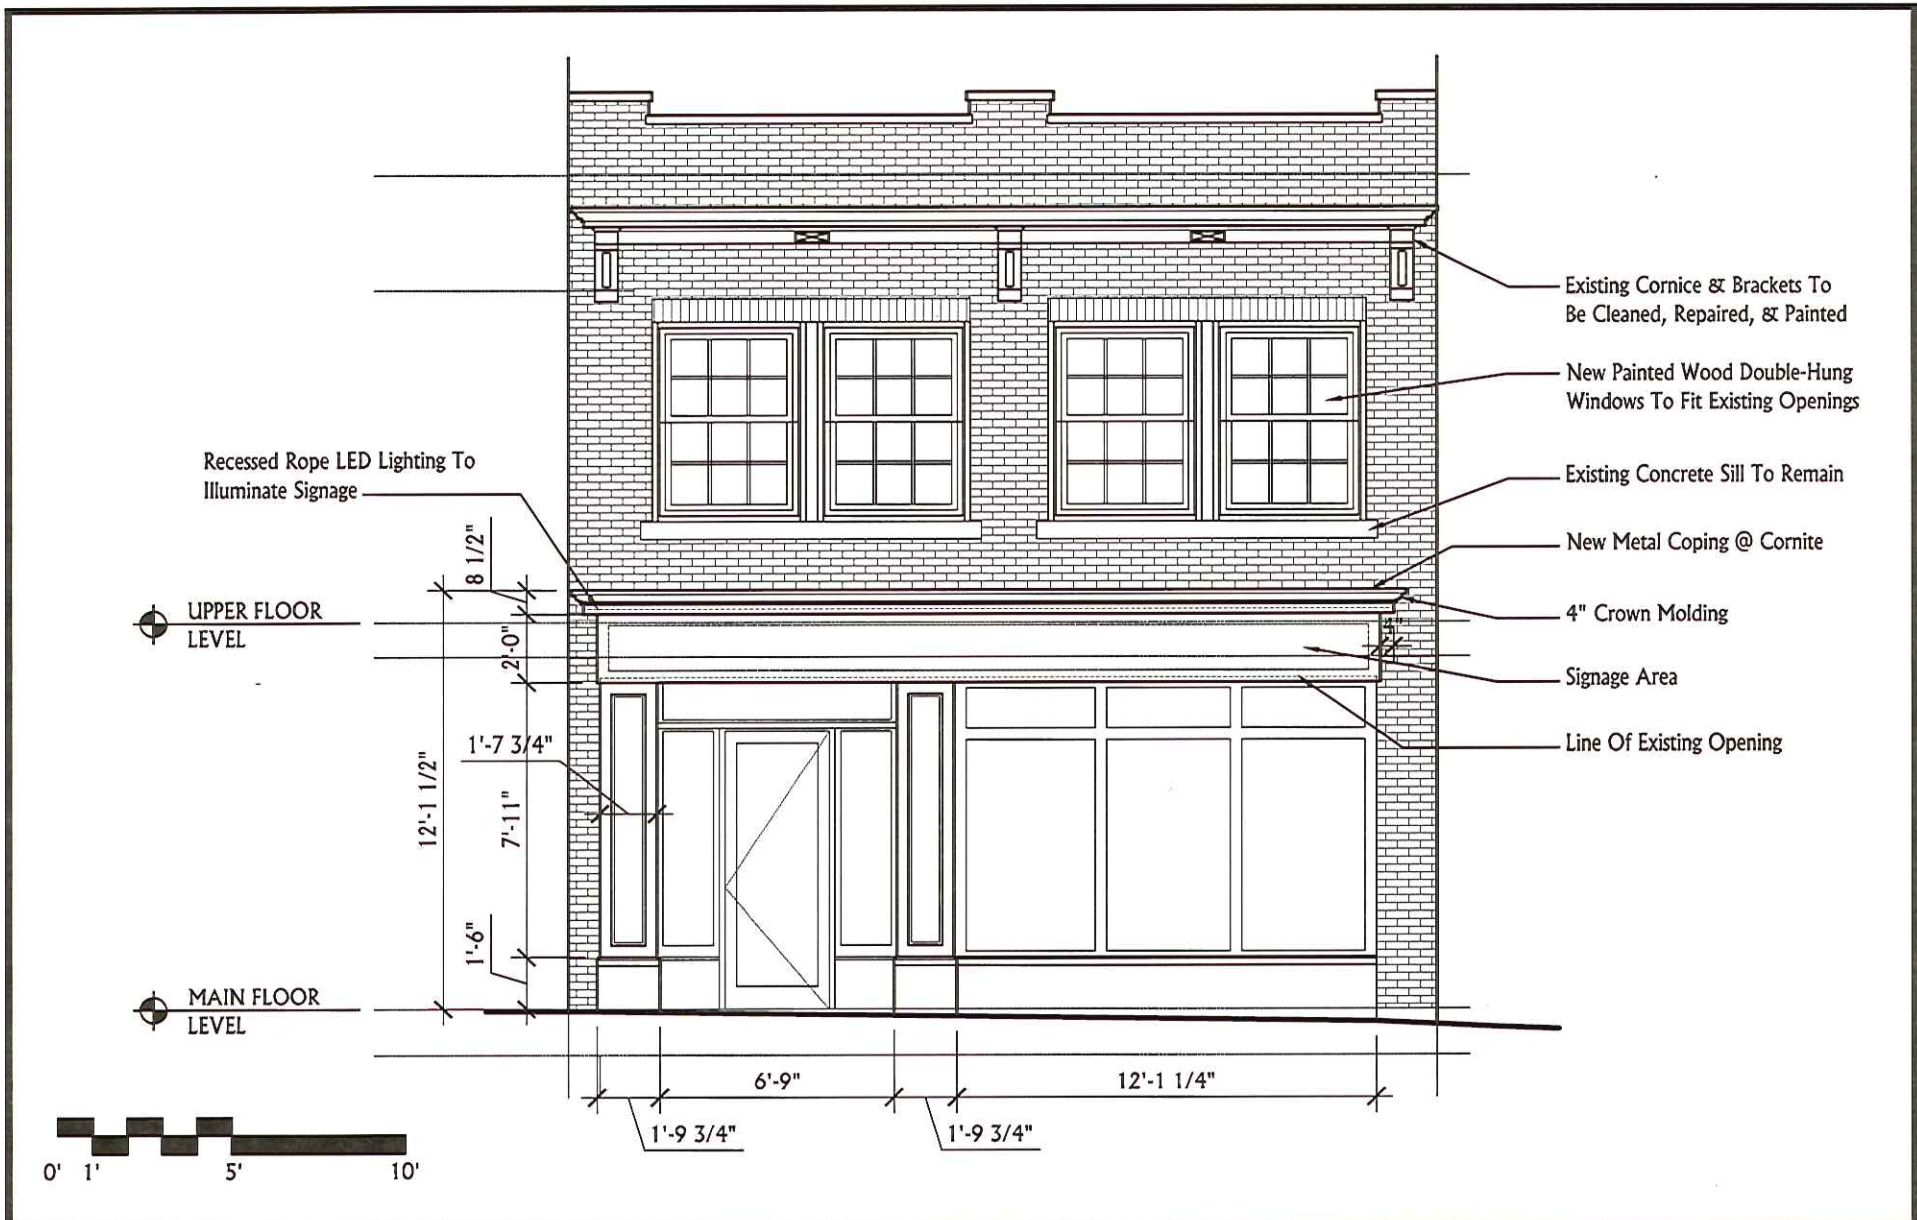 Existing Cornice & Brackets To
Be Cleaned, Repaired, & Painted
New Painted Wood Double-Hung
Windows To Fit Existing Openings
Recessed Rope LED Lighting To
Illuminate Signage
Existing Concrete Sill To Remain
New Metal Coping @ Cornite
8 1/2"
UPPER FLOOR
LEVEL
4" Crown Molding
2'-0"
4"
Signage Area
1'-7 3/4"
Line Of Existing Opening
12'-1 1/2"
7'-11"
1'-6"
MAIN FLOOR
LEVEL
6'-9"
12'-1 1/4"
1'-9 3/4"
1'-9 3/4"
0' 1' 5' 10'